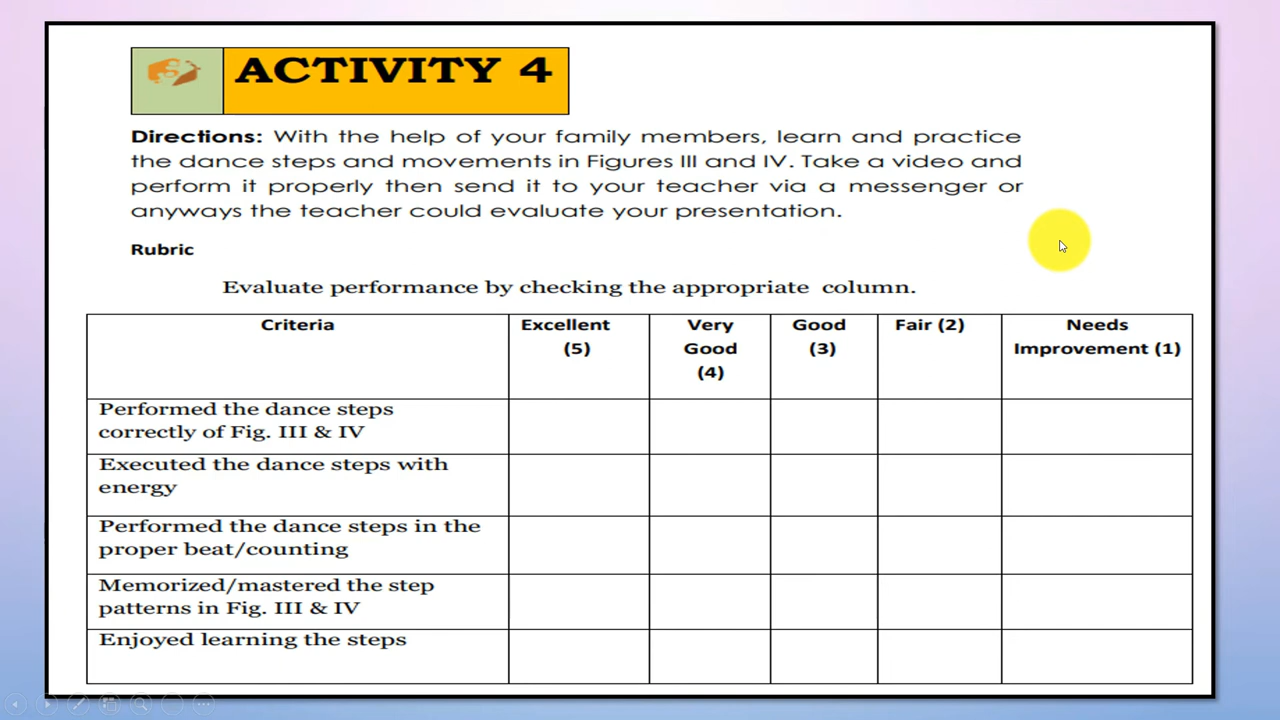 ACTIVITY 4
Directions: With the help of your family members, learn and practice
the dance steps and movements in Figures III and IV. Take a video and
perform it properly then send it to your teacher via a messenger or
anyways the teacher could evaluate your presentation.
Rubric
Evaluate performance by checking the appropriate column.
Criteria
Excellent
(5)
Very
Good
(4)
Good
(3)
Fair (2)
Needs
Improvement (1)
Performed the dance steps
correctly of Fig. III & IV
Executed the dance steps with
energy
Performed the dance steps in the
proper beat/counting
Memorized/mastered the step
patterns in Fig. III & IV
Enjoyed learning the steps